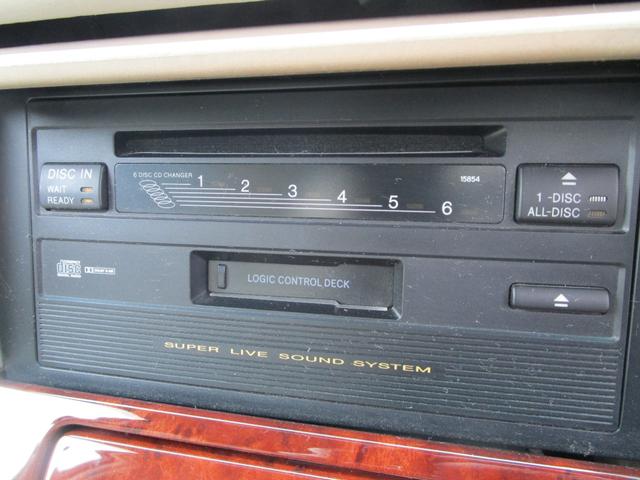 DISC IN
WAIT
READY
6 DISC CD CHANGER
15854
1 2 3 4 5 6
1 -DISC
ALL-DISC
disc
LOGIC CONTROL DECK
SUPER LIVE SOUND SYSTEM